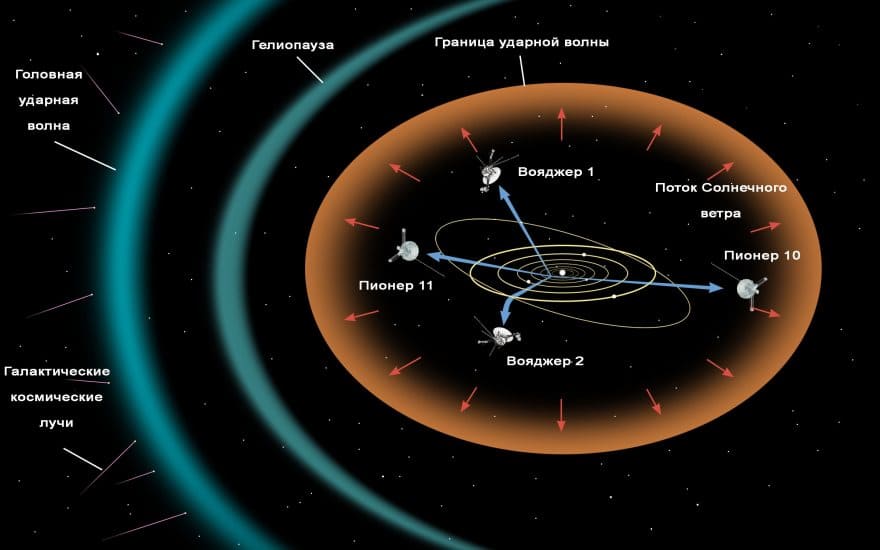 Гелиопауза
Граница ударной волны
Головная
ударная
волна
Вояджер 1
Поток Солнечного
ветра
Пионер 10
Пионер 11
Вояджер 2
Галактические
космические
лучи